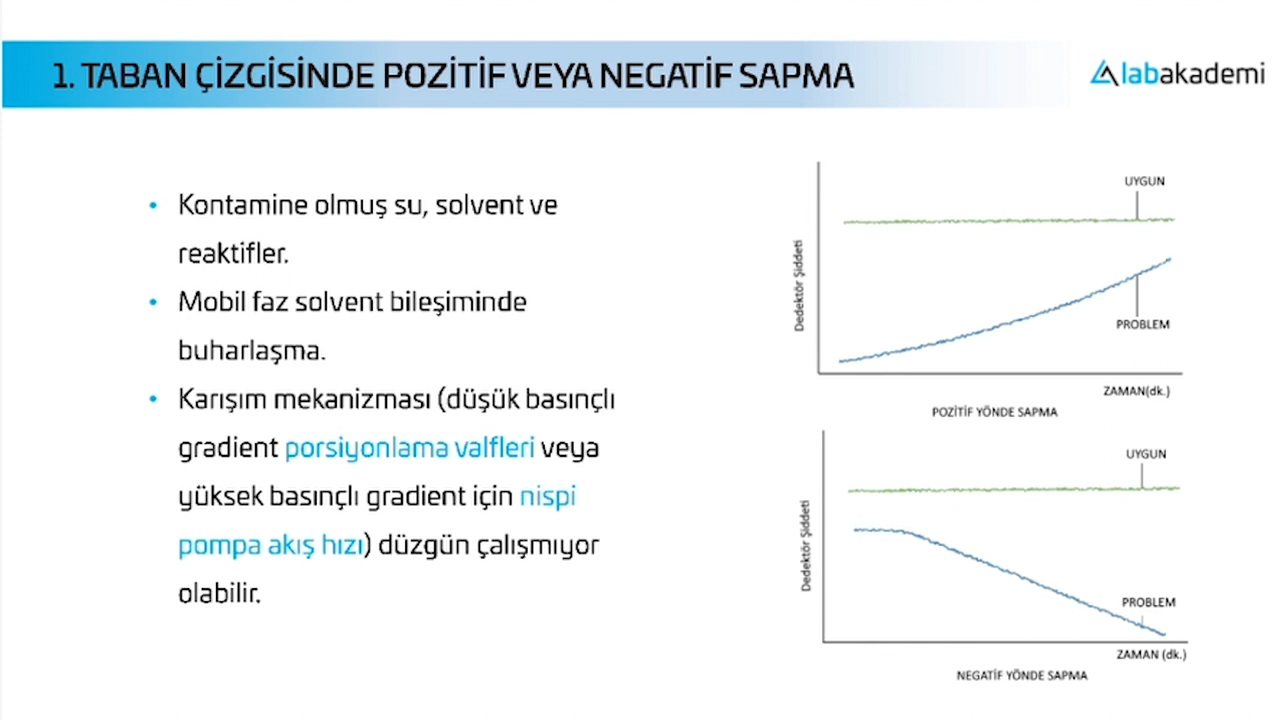 1. TABAN ÇİZGİSİNDE POZİTİF VEYA NEGATİF SAPMA
labakademi
• Kontamine olmuş su, solvent ve
reaktifler.
• Mobil faz solvent bileşiminde
buharlaşma.
• Karışım mekanizması (düşük basınçlı
gradient porsiyonlama valfleri veya
yüksek basınçlı gradient için nispi
pompa akış hızı) düzgün çalışmıyor
olabilir.
UYGUN
Dedektör Şiddeti
PROBLEM
ZAMAN(dk.)
POZİTİF YÖNDE SAPMA
UYGUN
Dedektör Şiddeti
PROBLEM
ZAMAN (dk.)
NEGATİF YÖNDE SAPMA